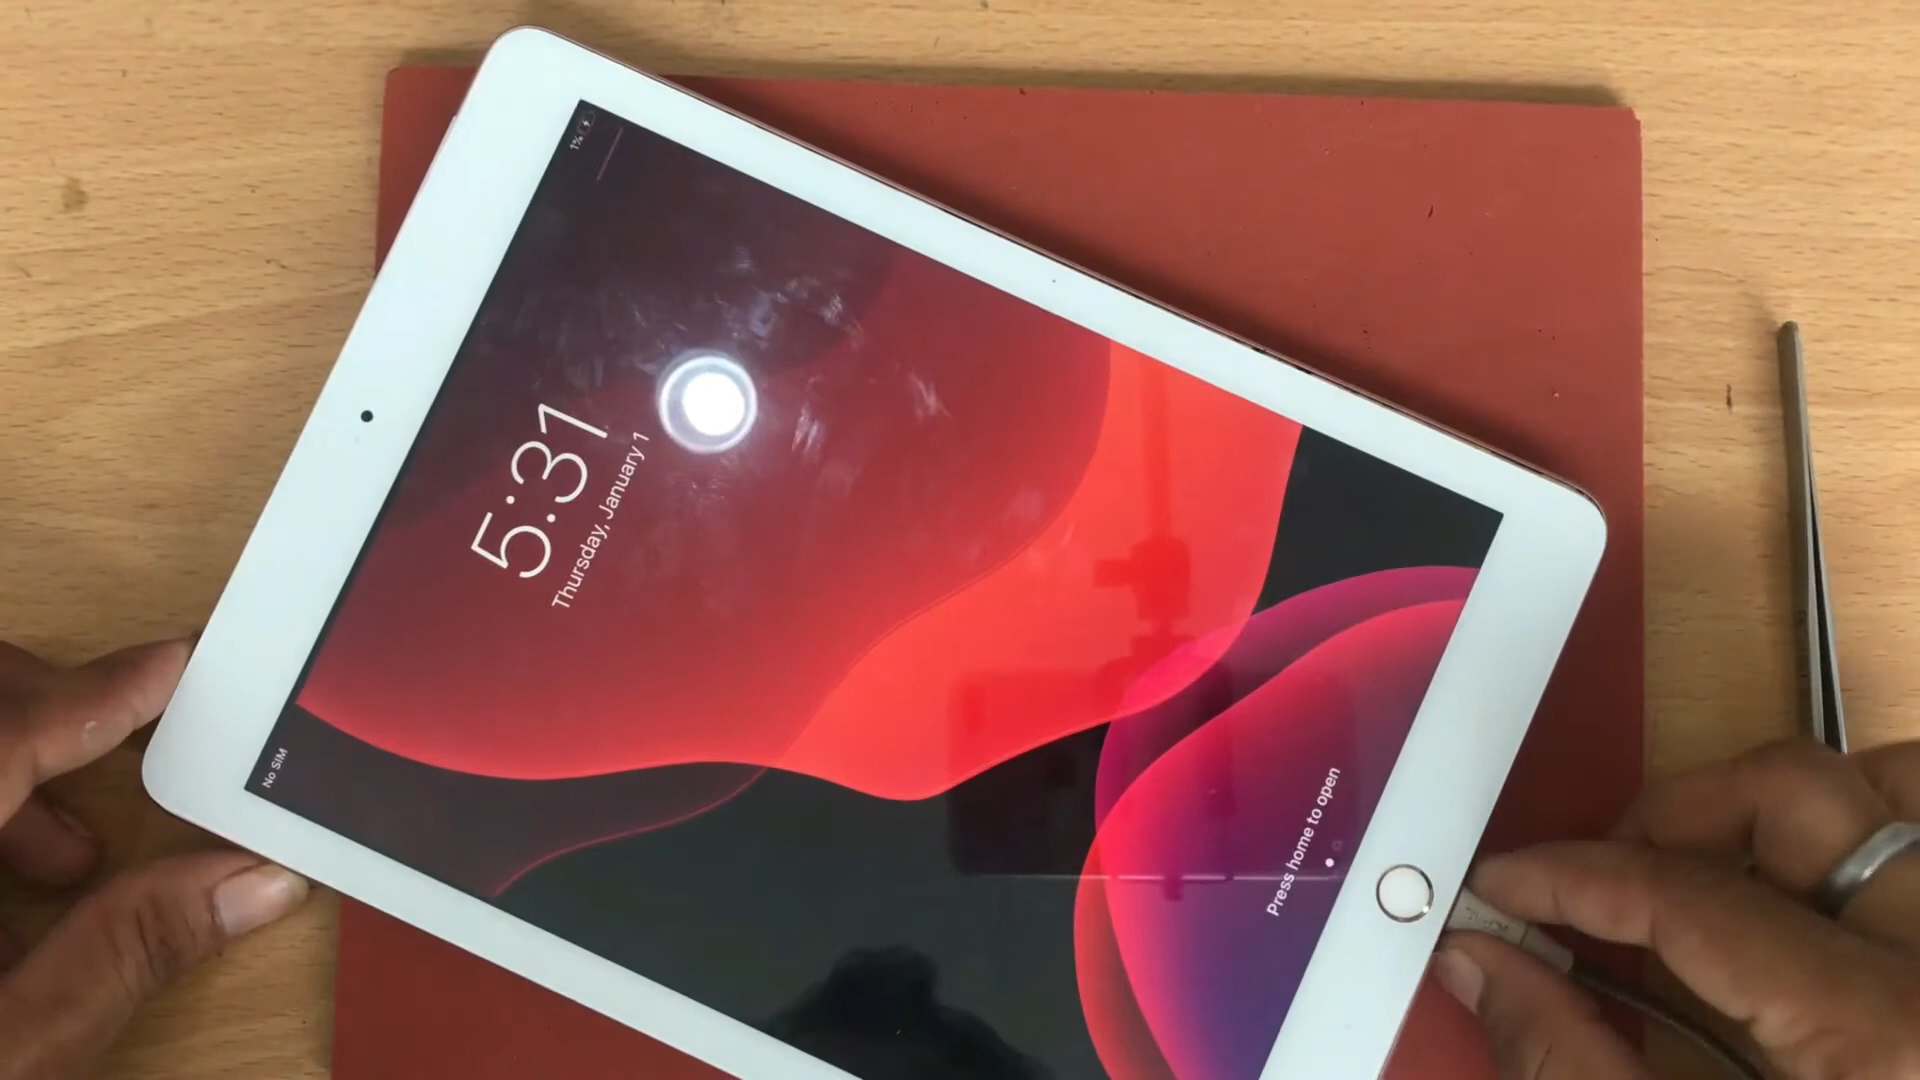 No SIM
1%
5:31
Thursday, January 1
Press home to open